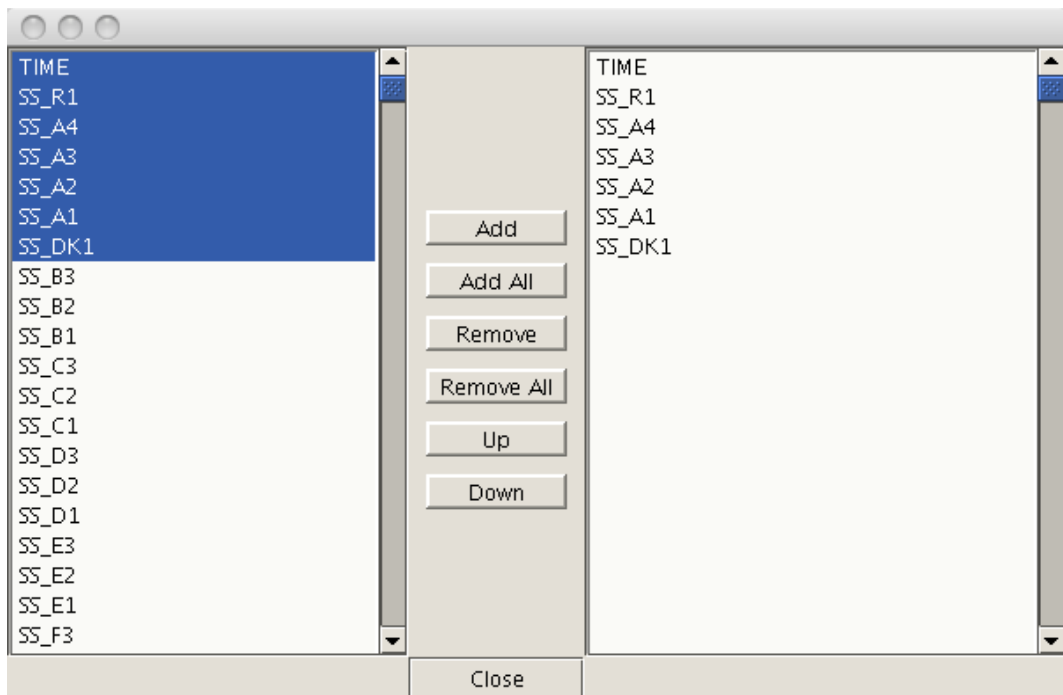 TIME
SS_R1
SS_A4
SS_A3
SS_A2
SS_A1
SS_DK1
SS_B3
SS_B2
SS_B1
SS_C3
SS_C2
SS_C1
SS_D3
SS_D2
SS_D1
SS_E3
SS_E2
SS_E1
SS_F3
Add
Add All
Remove
Remove All
Up
Down
TIME
SS_R1
SS_A4
SS_A3
SS_A2
SS_A1
SS_DK1
Close